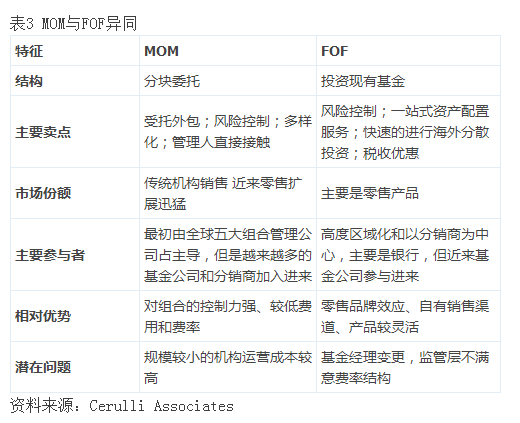 表3 MOM与FOF异同
特征 MOM FOF
结构 分块委托 投资现有基金
主要卖点
受托外包；风险控制；多样
化；管理人直接接触
风险控制；一站式资产配置
服务；快速的进行海外分散
投资；税收优惠
市场份额
传统机构销售 近来零售扩
展迅猛
主要是零售产品
主要参与者
最初由全球五大组合管理公
司占主导，但是越来越多的
基金公司和分销商加入进来
高度区域化和以分销商为中
心，主要是银行，但近来基
金公司参与进来
相对优势
对组合的控制力强、较低费
用和费率
零售品牌效应、自有销售渠
道、产品较灵活
潜在问题
规模较小的机构运营成本较
高
基金经理变更，监管层不满
意费率结构
资料来源：Cerulli Associates